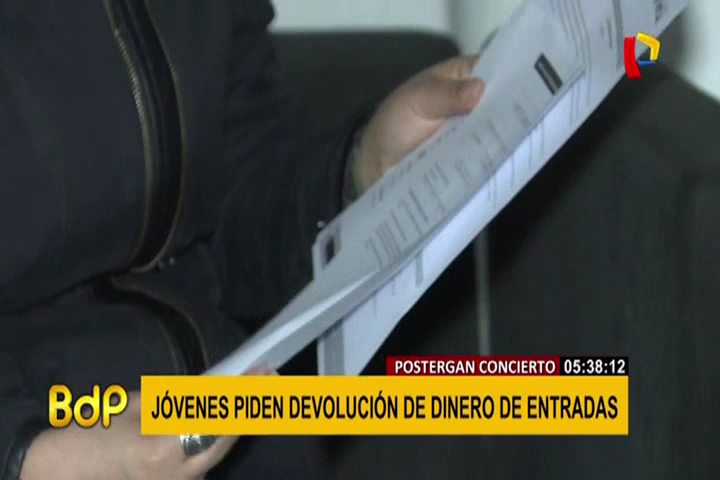 POSTERGAN CONCIERTO 05:38:12
BdP
JÓVENES PIDEN DEVOLUCIÓN DE DINERO DE ENTRADAS